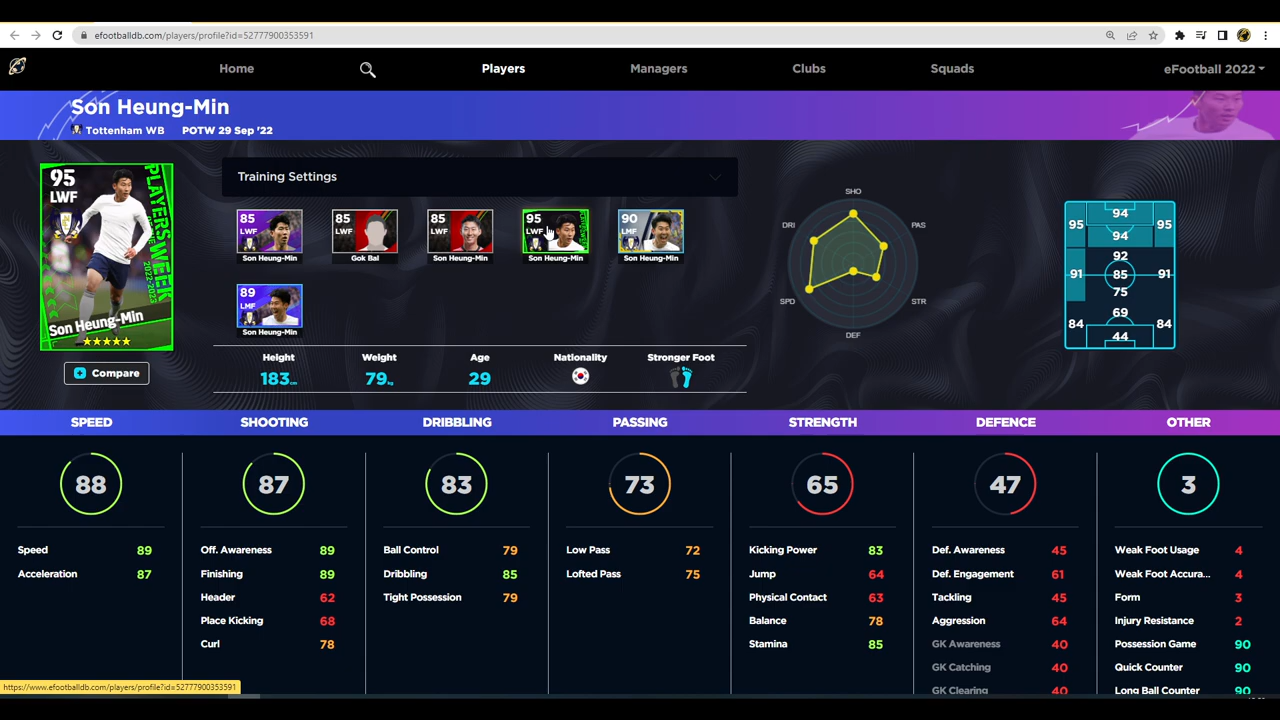 efootballdb.com/players/profile?id=52777900353591
Home
Players
Managers
Clubs
Squads
eFootball 2022
Son Heung-Min
Tottenham WB POTW 29 Sep '22
95
LWF
PLAYERS
OF THE
WEEK
2022-2023
Son Heung-Min
★★★★★
Compare
Training Settings
85
LWF
Son Heung-Min
85
LWF
Gok Bal
85
LWF
Son Heung-Min
95
LWF
Son Heung-Min
90
LMF
Son Heung-Min
89
LMF
Son Heung-Min
Height Weight Age Nationality Stronger Foot
183cm 79kg 29
SHO
DRI PAS
SPD STR
DEF
94
95 95
94
92
91 85 91
75
69
84 84
44
SPEED
88
Speed 89
Acceleration 87
SHOOTING
87
Off. Awareness 89
Finishing 89
Header 62
Place Kicking 68
Curl 78
DRIBBLING
83
Ball Control 79
Dribbling 85
Tight Possession 79
PASSING
73
Low Pass 72
Lofted Pass 75
STRENGTH
65
Kicking Power 83
Jump 64
Physical Contact 63
Balance 78
Stamina 85
DEFENCE
47
Def. Awareness 45
Def. Engagement 61
Tackling 45
Aggression 64
GK Awareness 40
GK Catching 40
GK Clearing 40
OTHER
3
Weak Foot Usage 4
Weak Foot Accura... 4
Form 3
Injury Resistance 2
Possession Game 90
Quick Counter 90
Long Ball Counter 90
https://www.efootballdb.com/players/profile?id=52777900353591